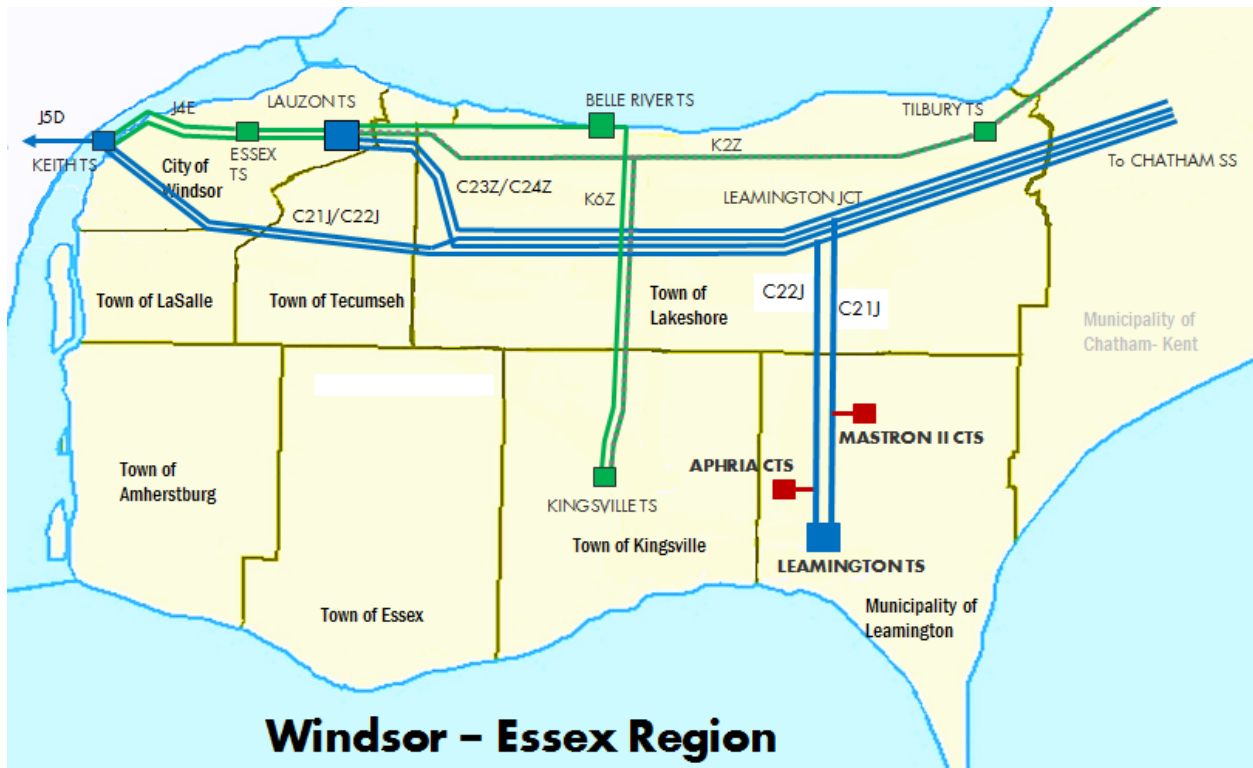 J5D
J4E
LAUZON TS
BELLE RIVER TS
TILBURY TS
KEITH TS
City of
Windsor
ESSEX
TS
K2Z
To CHATHAM SS
C23Z/C24Z
K6Z
LEAMINGTON JCT
C21J/C22J
Town of LaSalle
Town of Tecumseh
Town of
Lakeshore
C22J
C21J
Municipality of
Chatham- Kent
MASTRON II CTS
APHRIA CTS
Town of
Amherstburg
KINGSVILLE TS
Town of Kingsville
LEAMINGTON TS
Town of Essex
Municipality of
Leamington
Windsor – Essex Region